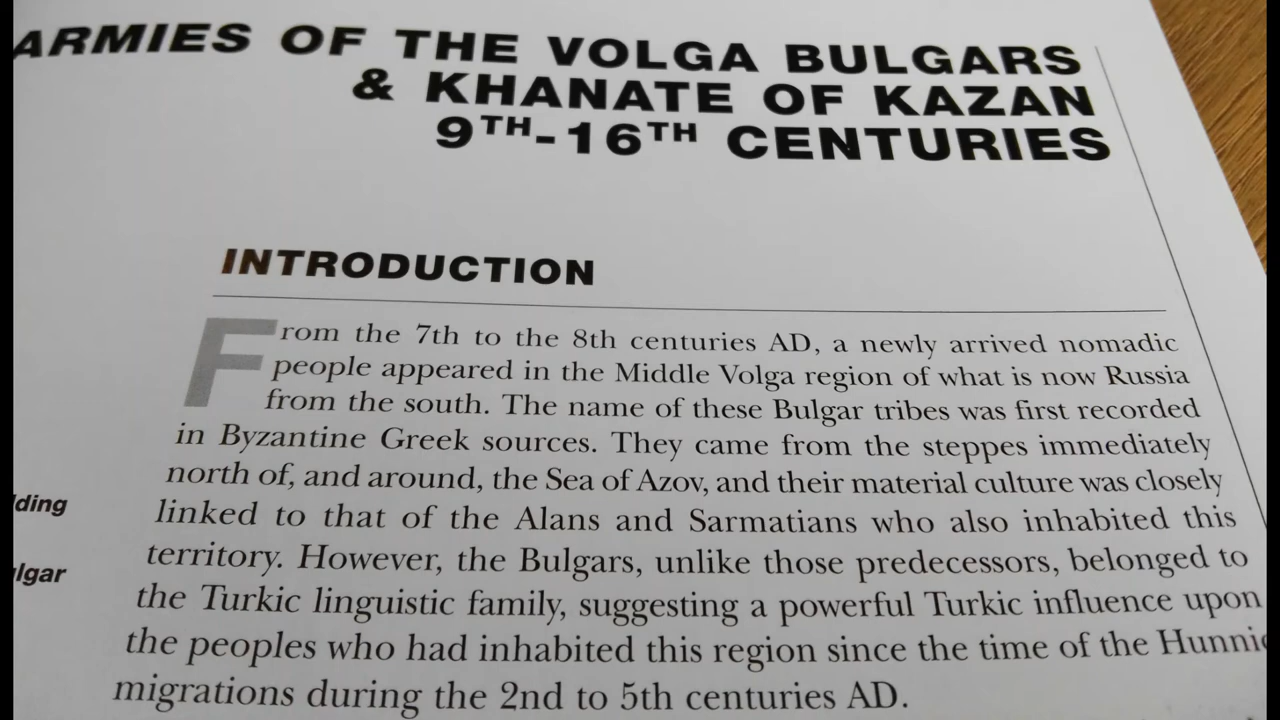 ARMIES OF THE VOLGA BULGARS
& KHANATE OF KAZAN
9TH-16TH CENTURIES
INTRODUCTION
From the 7th to the 8th centuries AD, a newly arrived nomadic
people appeared in the Middle Volga region of what is now Russia
from the south. The name of these Bulgar tribes was first recorded
in Byzantine Greek sources. They came from the steppes immediately
north of, and around, the Sea of Azov, and their material culture was closely
linked to that of the Alans and Sarmatians who also inhabited this
territory. However, the Bulgars, unlike those predecessors, belonged to
the Turkic linguistic family, suggesting a powerful Turkic influence upon
the peoples who had inhabited this region since the time of the Hunnic
migrations during the 2nd to 5th centuries AD.